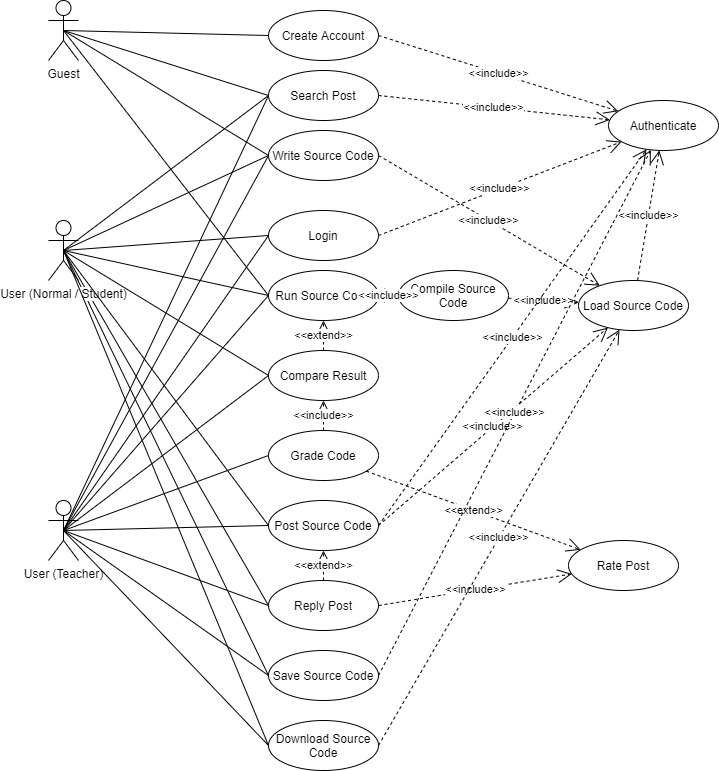 Create Account
<<include>>
Guest
Search Post
<<include>>
Authenticate
Write Source Code
<<include>>
<<include>>
<<include>>
Login
User (Normal / Student)
Run Source Co
<<include>>
Compile Source
Code
<<include>>
Load Source Code
<<extend>>
<<include>>
Compare Result
<<include>>
<<include>>
<<include>>
Grade Code
<<extend>>
Post Source Code
<<include>>
<<extend>>
Rate Post
User (Teacher)
<<include>>
Reply Post
Save Source Code
Download Source
Code